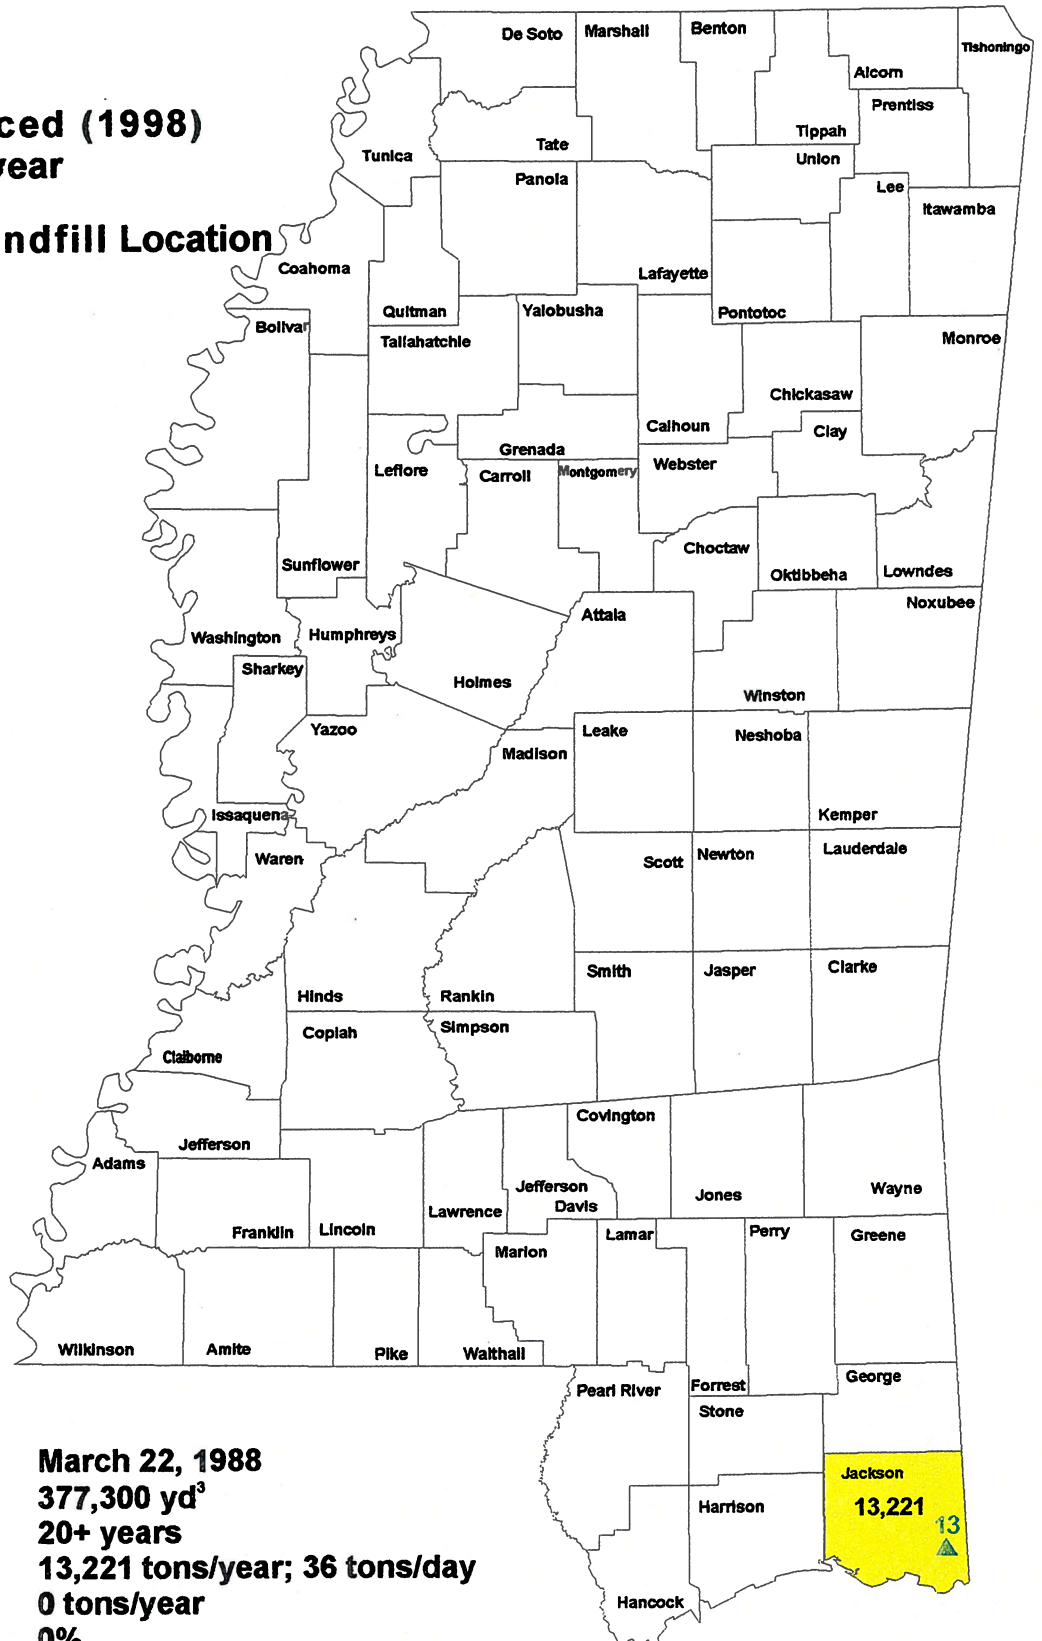 ced (1998)
year
ndfill Location
De Soto
Marshall
Benton
Tishomingo
Alcorn
Prentiss
Tippah
Tate
Tunica
Union
Panola
Lee
Itawamba
Coahoma
Lafayette
Quitman
Yalobusha
Pontotoc
Bolivar
Tallahatchie
Monroe
Chickasaw
Calhoun
Clay
Grenada
Leflore
Carroll
Montgomery
Webster
Choctaw
Sunflower
Oktibbeha
Lowndes
Noxubee
Attala
Washington
Humphreys
Sharkey
Holmes
Winston
Yazoo
Leake
Neshoba
Madison
Issaquena
Kemper
Waren
Scott
Newton
Lauderdale
Smith
Jasper
Clarke
Hinds
Rankin
Copiah
Simpson
Claiborne
Covington
Jefferson
Adams
Jefferson
Davis
Jones
Wayne
Lawrence
Franklin
Lincoln
Marion
Lamar
Perry
Greene
Wilkinson
Amite
Pike
Walthall
Pearl River
Forrest
George
Stone
Jackson
13,221
13
Harrison
Hancock
March 22, 1988
377,300 yd³
20+ years
13,221 tons/year; 36 tons/day
0 tons/year
0%